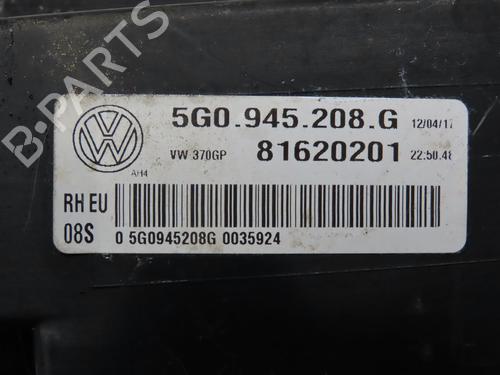 5G0.945.208.G 12/04/17
VW 370GP 81620201 22:50.48
AH4
RH EU
08S 0 5G0945208G 0035924
B-PARTS